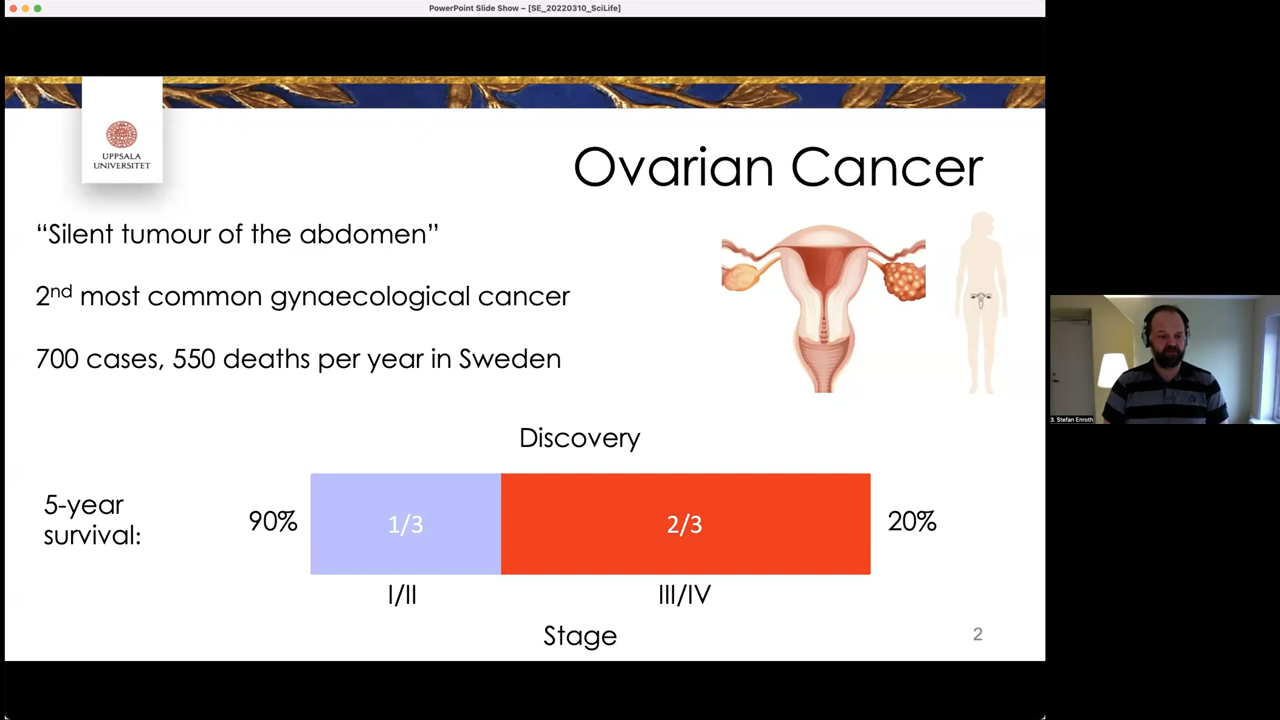 PowerPoint Slide Show – [SE_20220310_SciLife]
UPPSALA
UNIVERSITET
Ovarian Cancer
“Silent tumour of the abdomen”
2nd most common gynaecological cancer
700 cases, 550 deaths per year in Sweden
Discovery
5-year
survival:
90%
1/3
2/3
20%
I/II
III/IV
Stage
2
3. Stefan Enroth